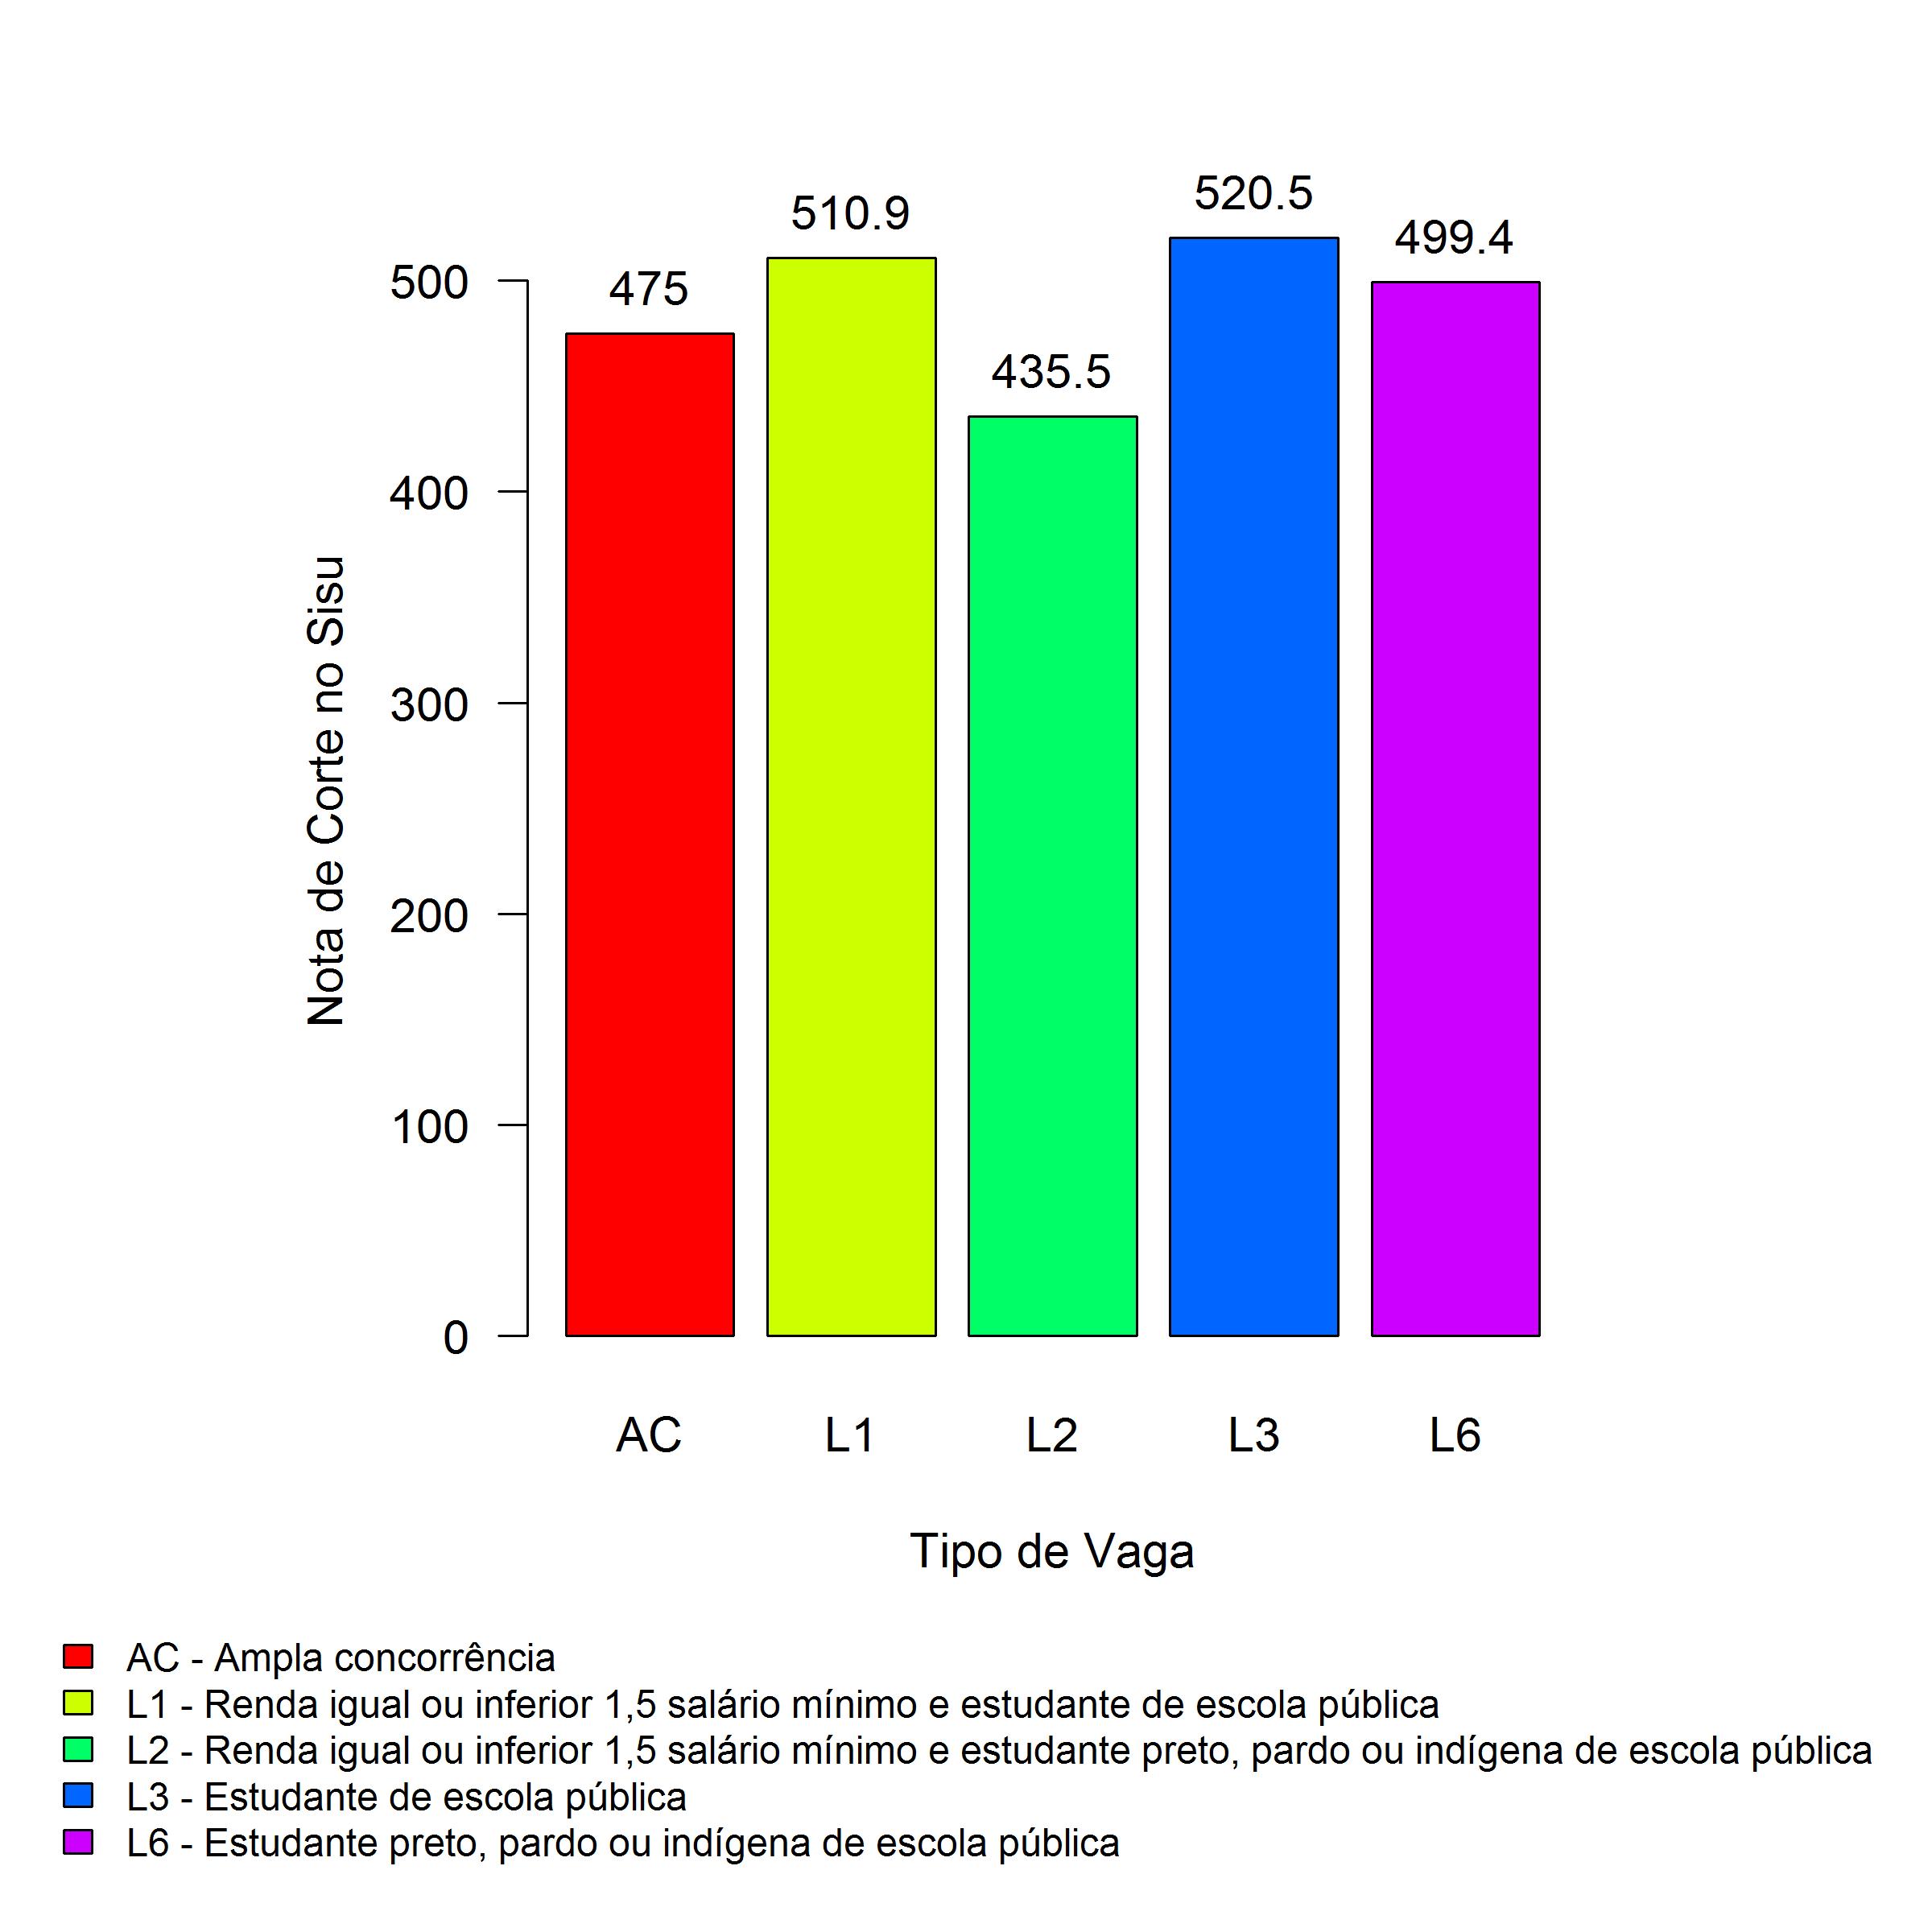 520.5
510.9
499.4
475
435.5
500
400
300
200
100
0
Nota de Corte no Sisu
AC L1 L2 L3 L6
Tipo de Vaga
AC - Ampla concorrência
L1 - Renda igual ou inferior 1,5 salário mínimo e estudante de escola pública
L2 - Renda igual ou inferior 1,5 salário mínimo e estudante preto, pardo ou indígena de escola pública
L3 - Estudante de escola pública
L6 - Estudante preto, pardo ou indígena de escola pública